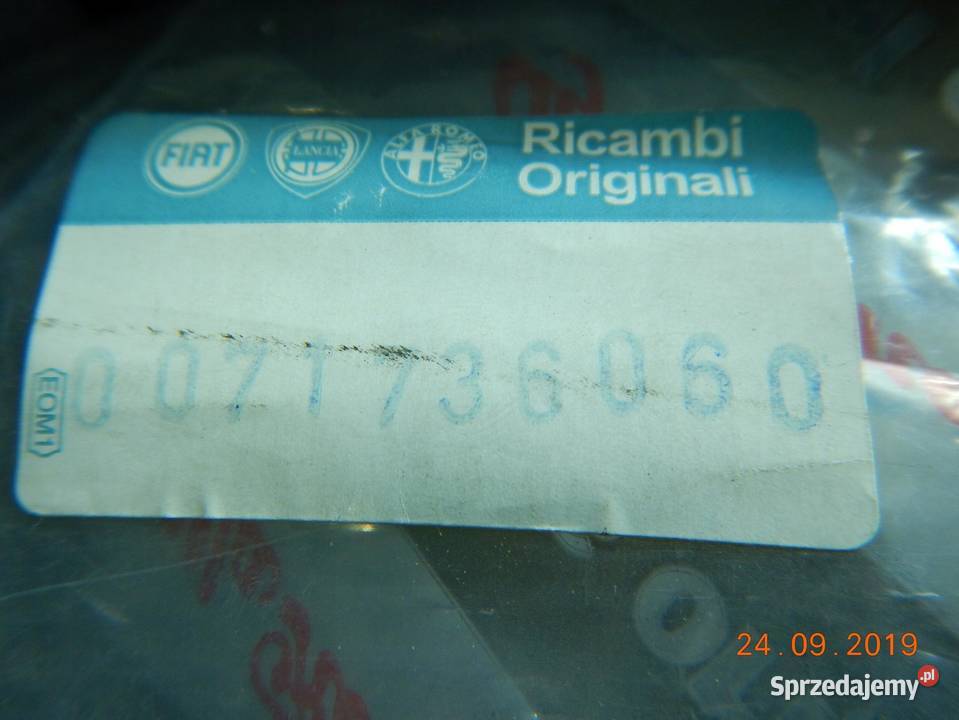 FIAT
LANCIA
ALFA ROMEO
Ricambi
Originali
0071736060
EOM1
24.09.2019
Sprzedajemy.pl